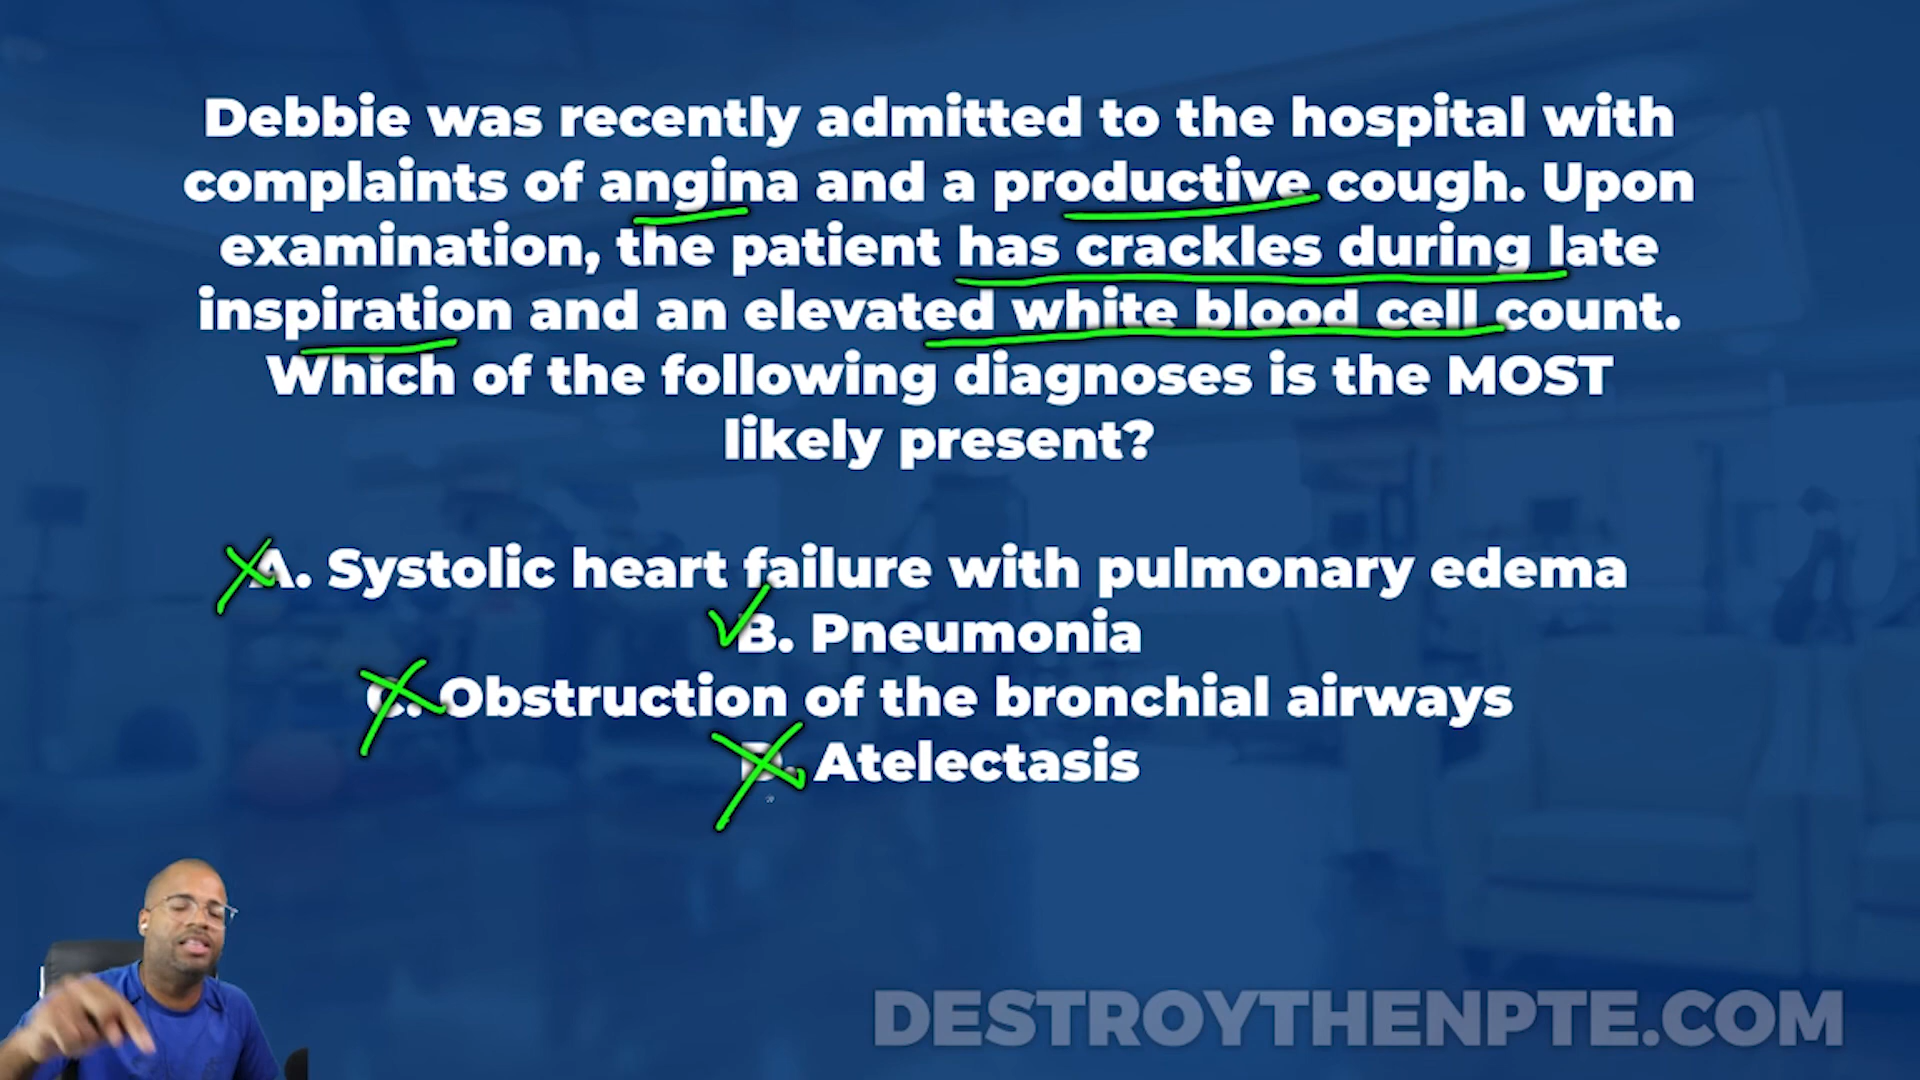 Debbie was recently admitted to the hospital with
complaints of angina and a productive cough. Upon
examination, the patient has crackles during late
inspiration and an elevated white blood cell count.
Which of the following diagnoses is the MOST
likely present?
A. Systolic heart failure with pulmonary edema
B. Pneumonia
C. Obstruction of the bronchial airways
D. Atelectasis
DESTROYTHENPTE.COM